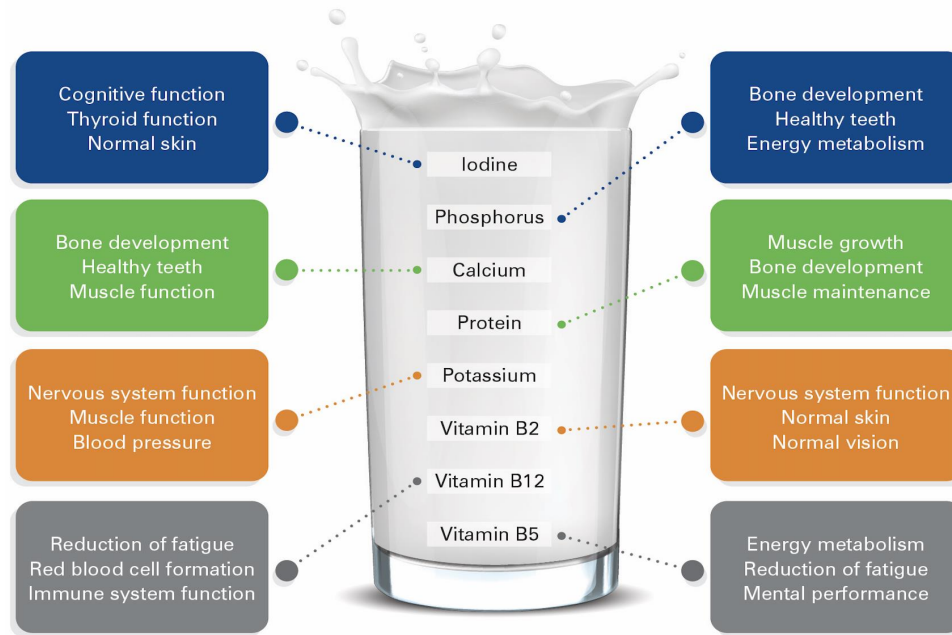 Cognitive function
Thyroid function
Normal skin
Bone development
Healthy teeth
Muscle function
Nervous system function
Muscle function
Blood pressure
Reduction of fatigue
Red blood cell formation
Immune system function
Iodine
Phosphorus
Calcium
Protein
Potassium
Vitamin B2
Vitamin B12
Vitamin B5
Bone development
Healthy teeth
Energy metabolism
Muscle growth
Bone development
Muscle maintenance
Nervous system function
Normal skin
Normal vision
Energy metabolism
Reduction of fatigue
Mental performance